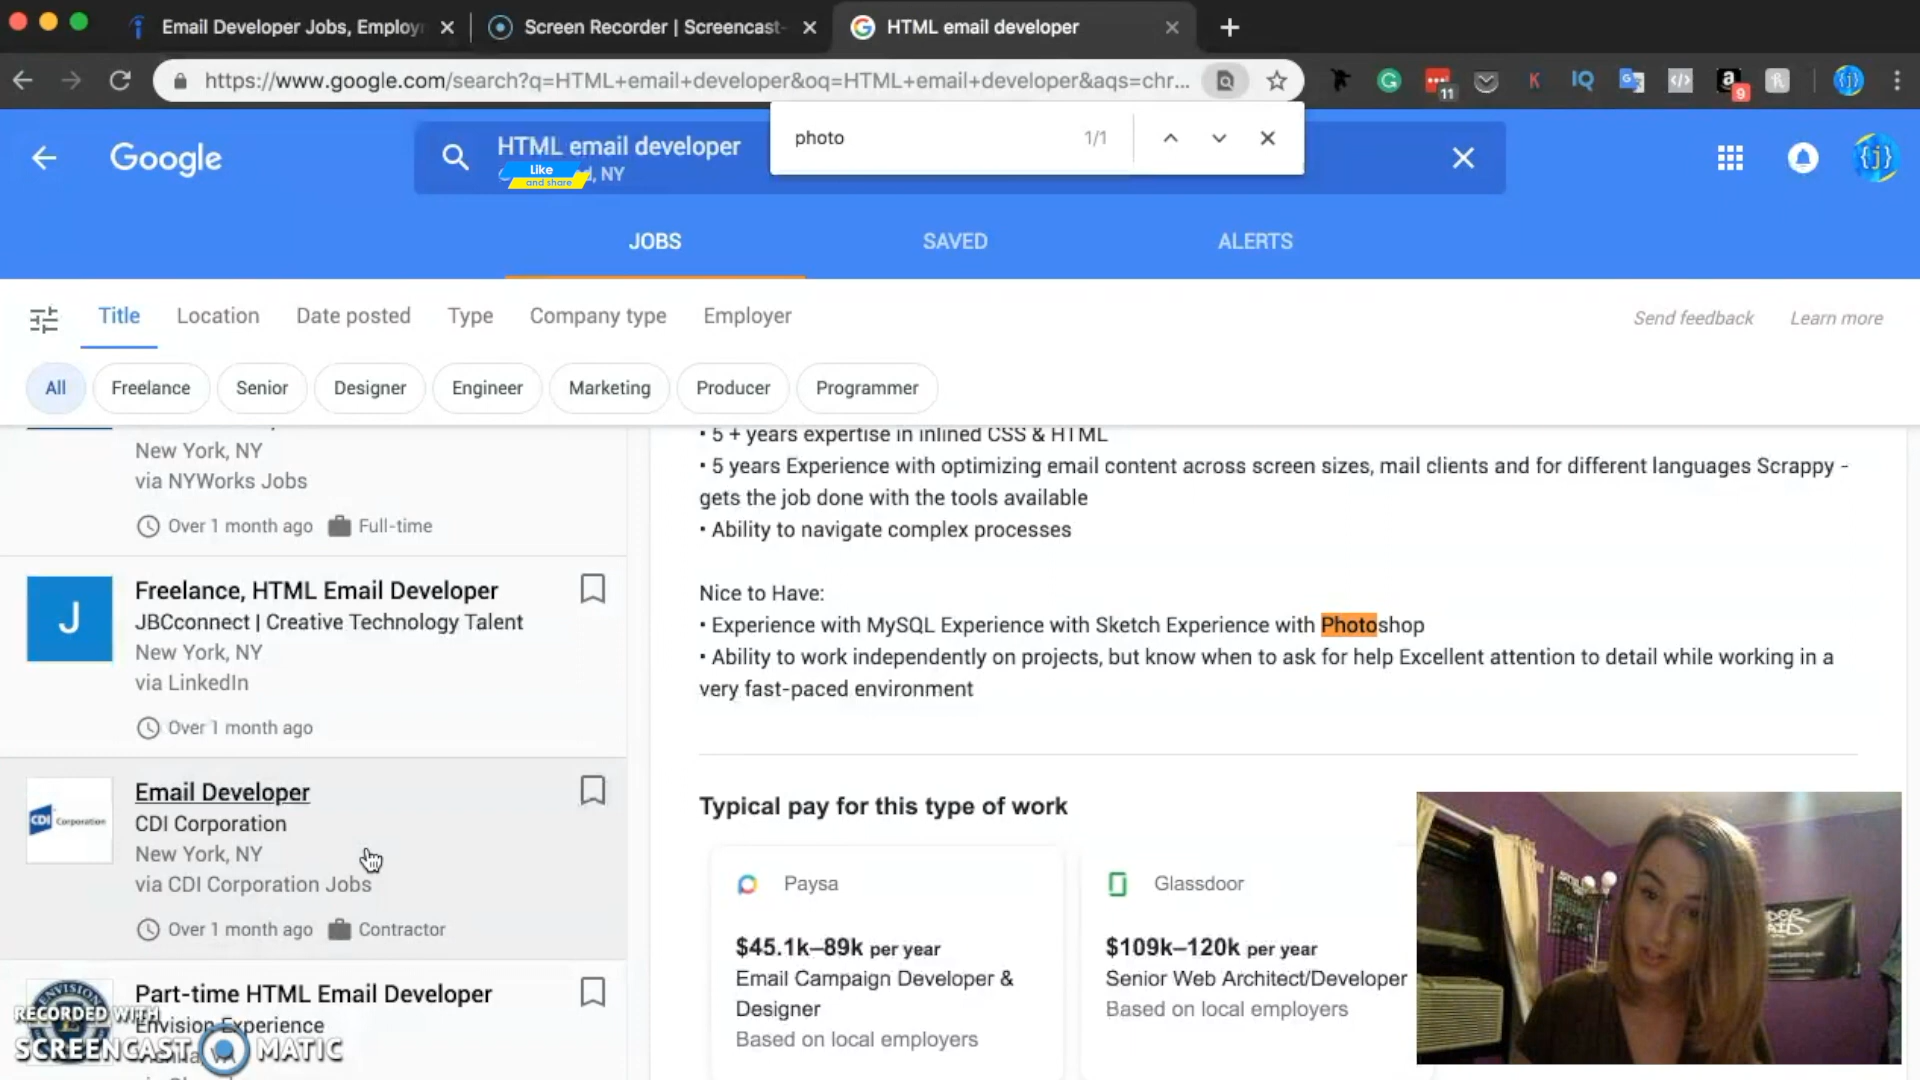 Email Developer Jobs, Employ
Screen Recorder | Screencast-
HTML email developer
https://www.google.com/search?q=HTML+email+developer&oq=HTML+email+developer&aqs=chr...
11
K
IQ
a
9
{j}
photo
1/1
Google
HTML email developer
Like
and share
, NY
{j}
JOBS
SAVED
ALERTS
Title
Location
Date posted
Type
Company type
Employer
Send feedback
Learn more
All
Freelance
Senior
Designer
Engineer
Marketing
Producer
Programmer
New York, NY
via NYWorks Jobs
Over 1 month ago
Full-time
J
Freelance, HTML Email Developer
JBCconnect | Creative Technology Talent
New York, NY
via LinkedIn
Over 1 month ago
CDI Corporation
Email Developer
CDI Corporation
New York, NY
via CDI Corporation Jobs
Over 1 month ago
Contractor
ENVISION
Part-time HTML Email Developer
Envision Experience
VA
RECORDED WITH
SCREENCAST MATIC
• 5 + years expertise in inlined CSS & HTML
• 5 years Experience with optimizing email content across screen sizes, mail clients and for different languages Scrappy -
gets the job done with the tools available
• Ability to navigate complex processes
Nice to Have:
• Experience with MySQL Experience with Sketch Experience with Photoshop
• Ability to work independently on projects, but know when to ask for help Excellent attention to detail while working in a
very fast-paced environment
Typical pay for this type of work
Paysa
$45.1k–89k per year
Email Campaign Developer &
Designer
Based on local employers
Glassdoor
$109k–120k per year
Senior Web Architect/Developer
Based on local employers